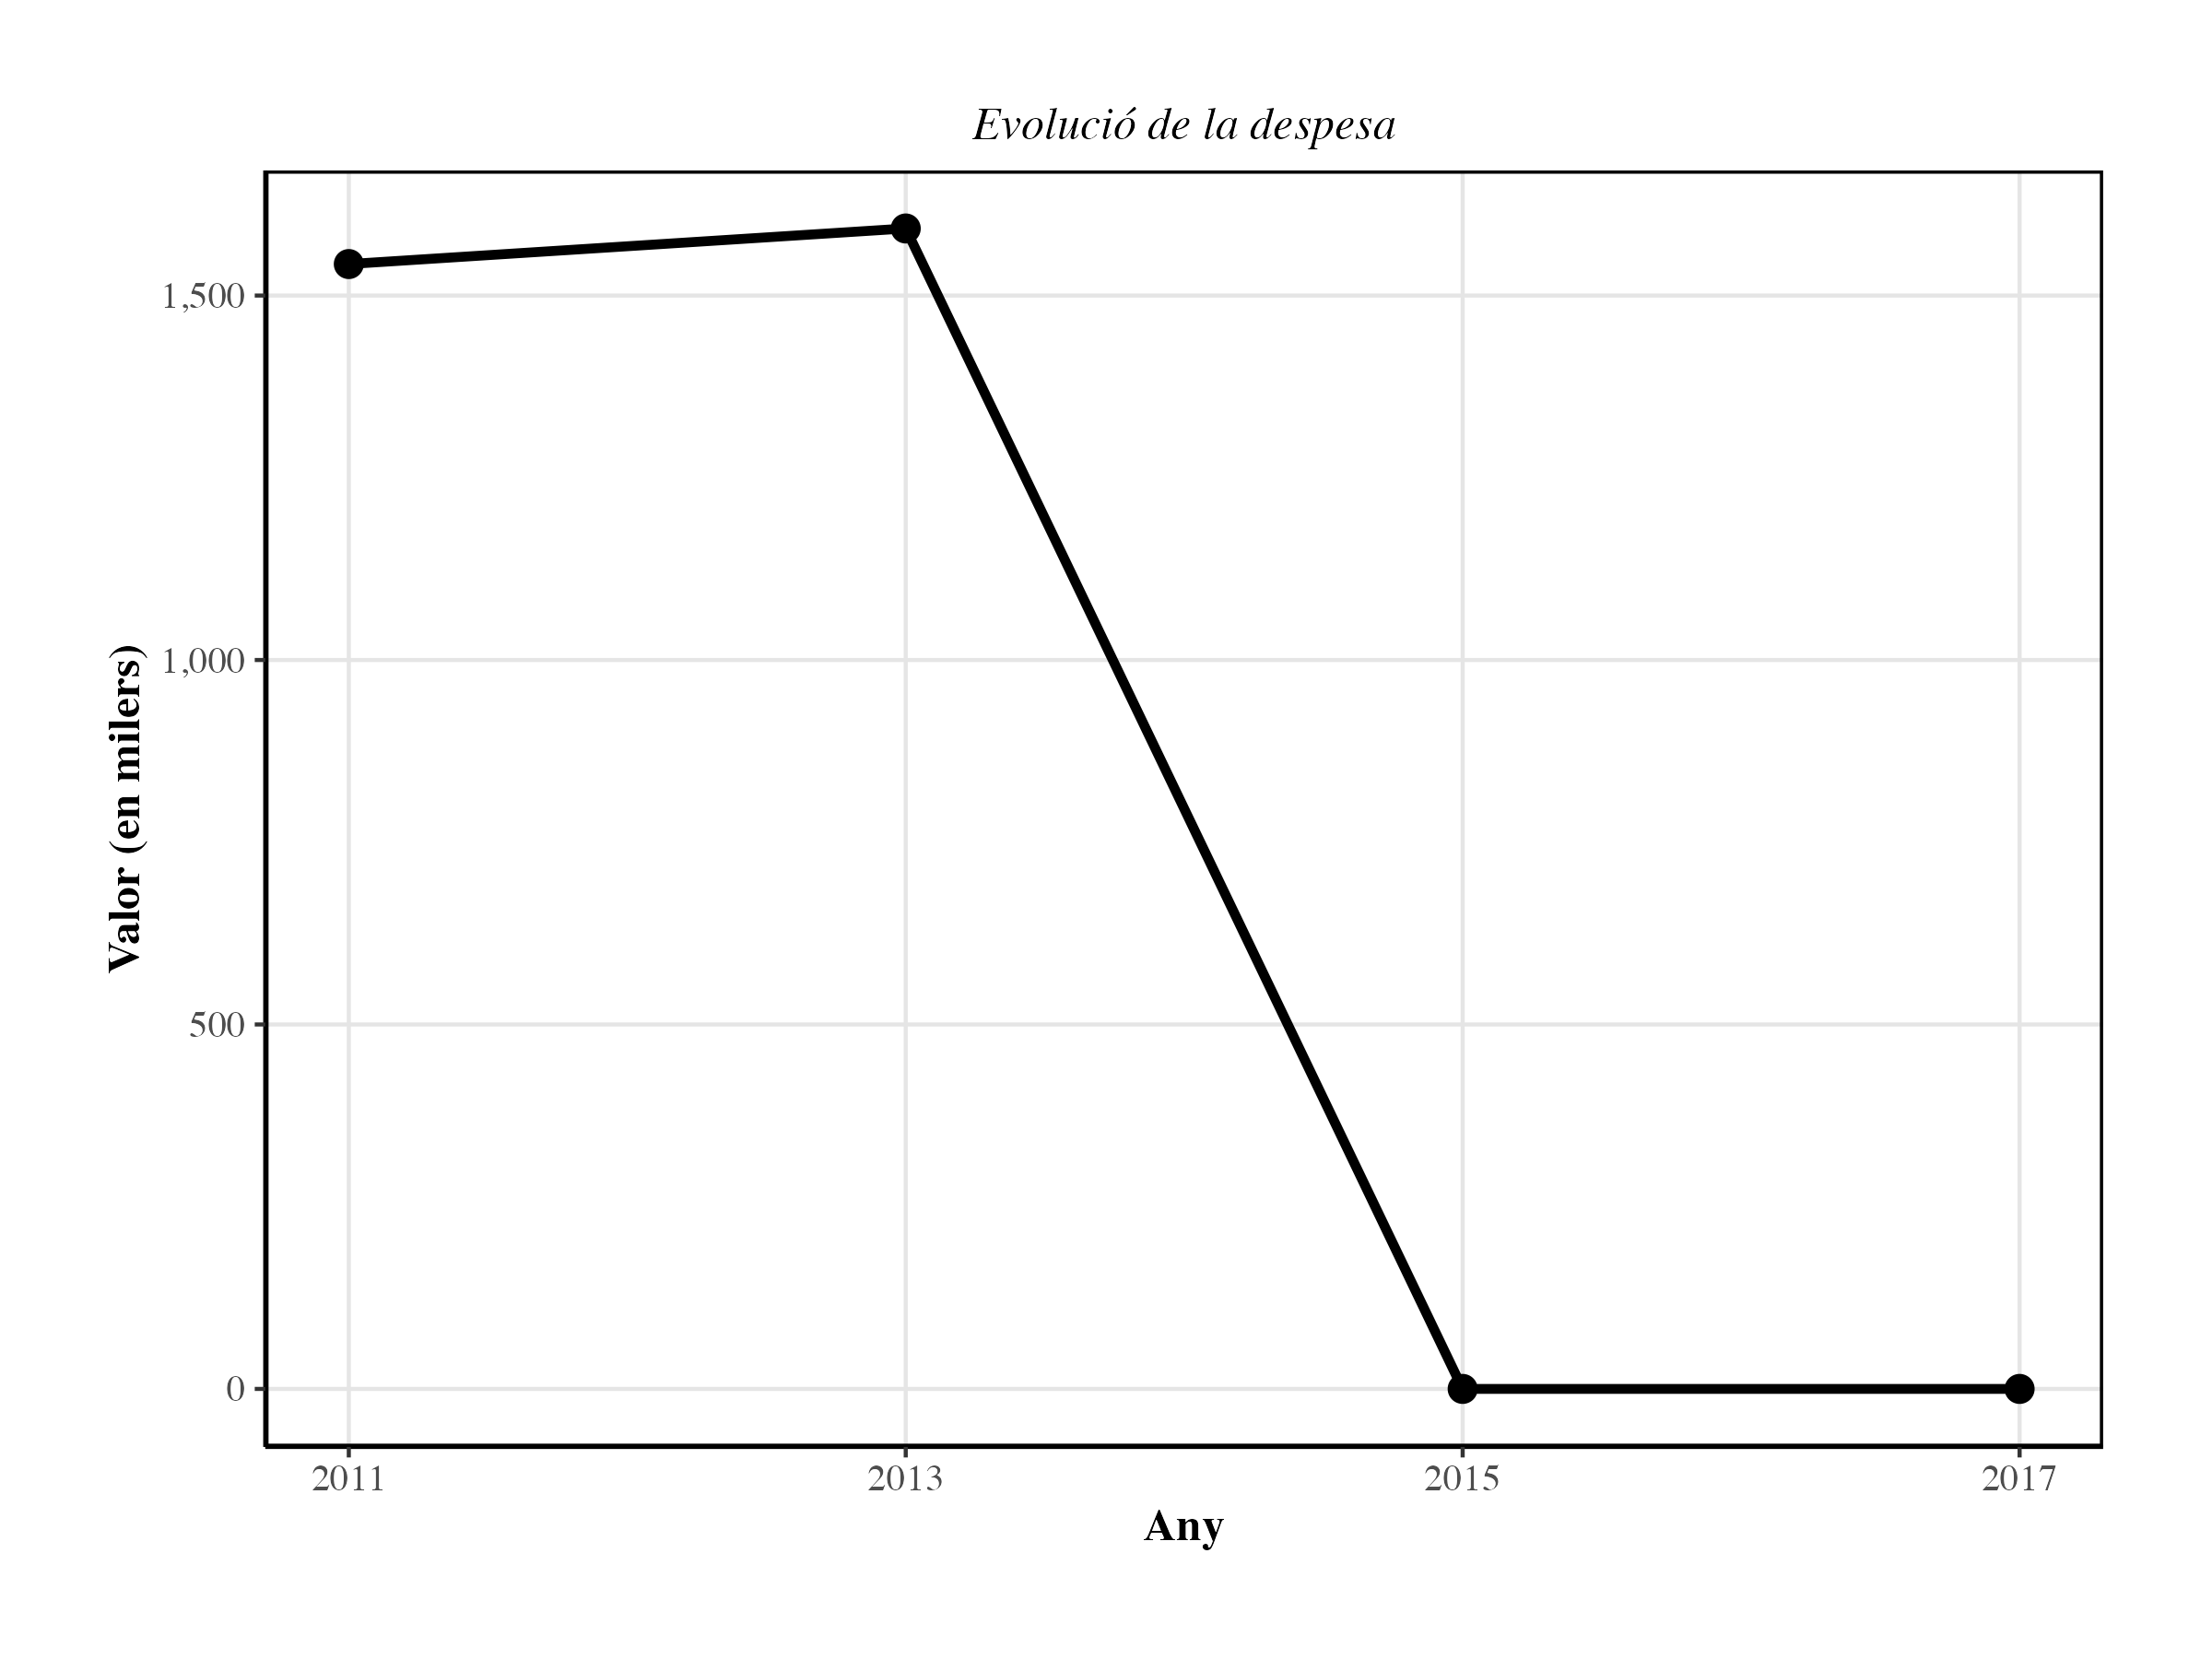 Evolució de la despesa
Valor (en milers)
1,500
1,000
500
0
2011 2013 2015 2017
Any